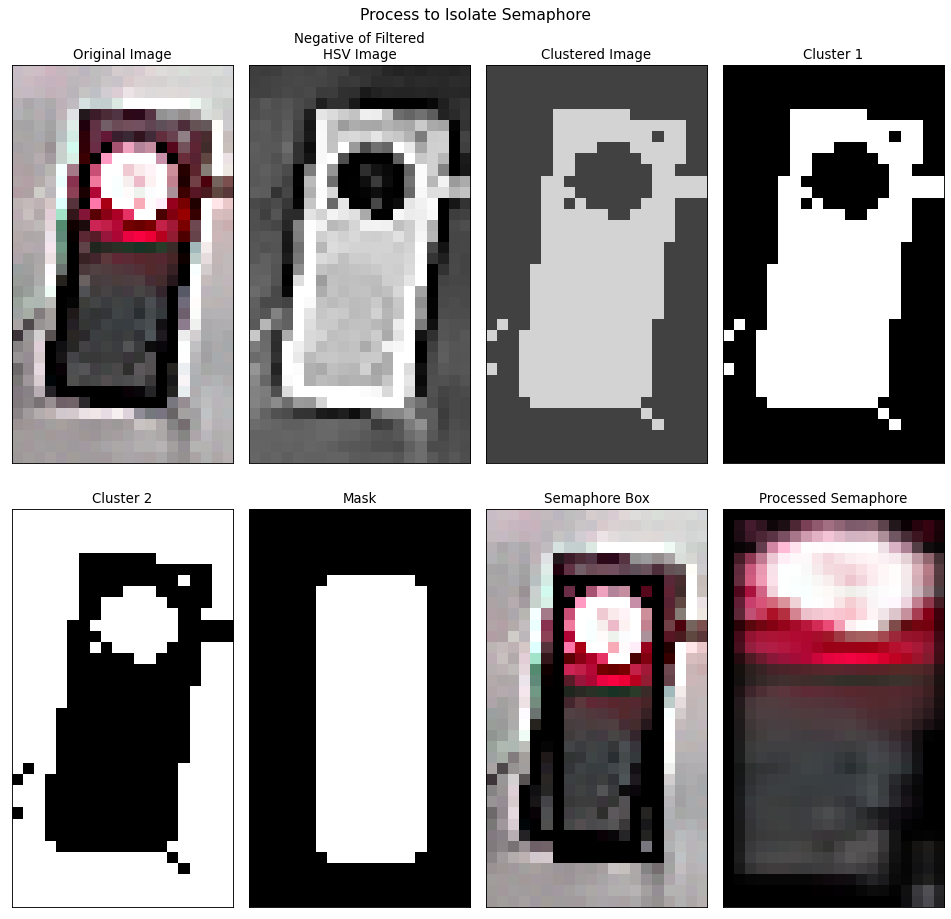 Process to Isolate Semaphore
Original Image
Negative of Filtered
HSV Image
Clustered Image
Cluster 1
Cluster 2
Mask
Semaphore Box
Processed Semaphore